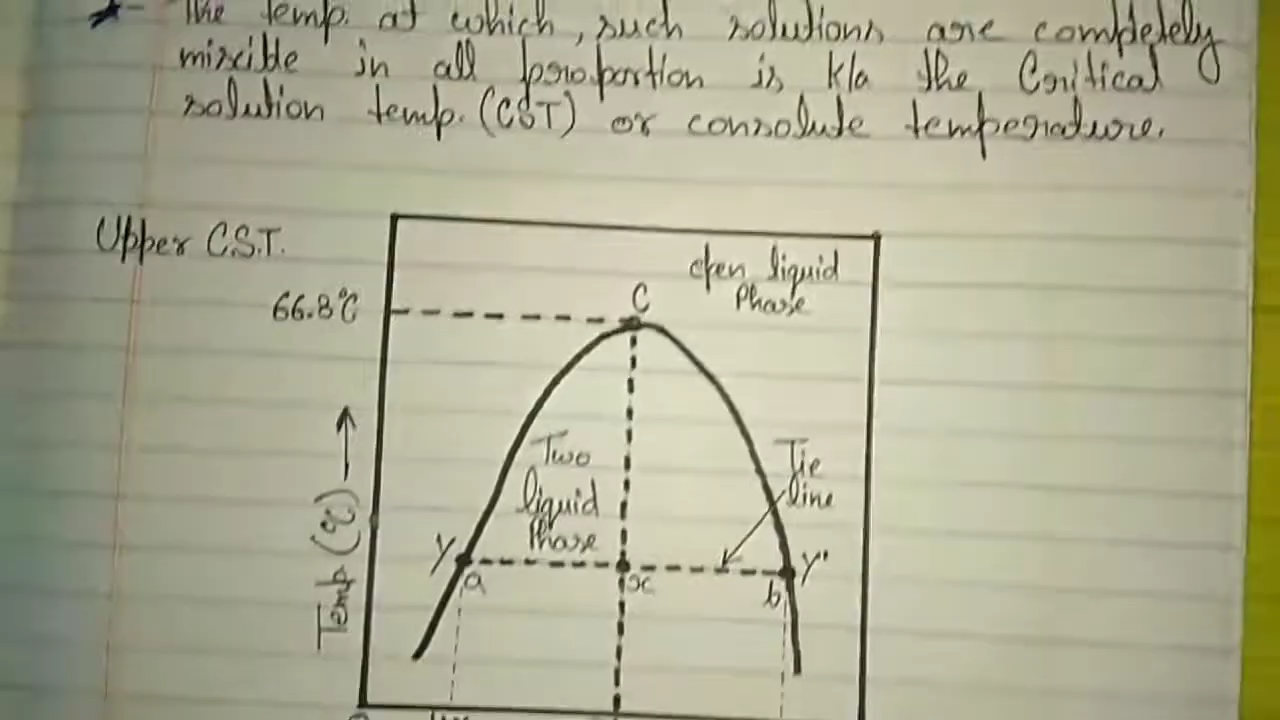 The temp. at which, such solutions are completely
miscible in all proportion is k/a the Critical
solution temp. (CST) or consolute temperature.
Upper C.S.T.
66.8°C
C
liquid
Phase
Two
liquid
Phase
Tie
line
Temp (°C)
Y
a
x
b
Y'